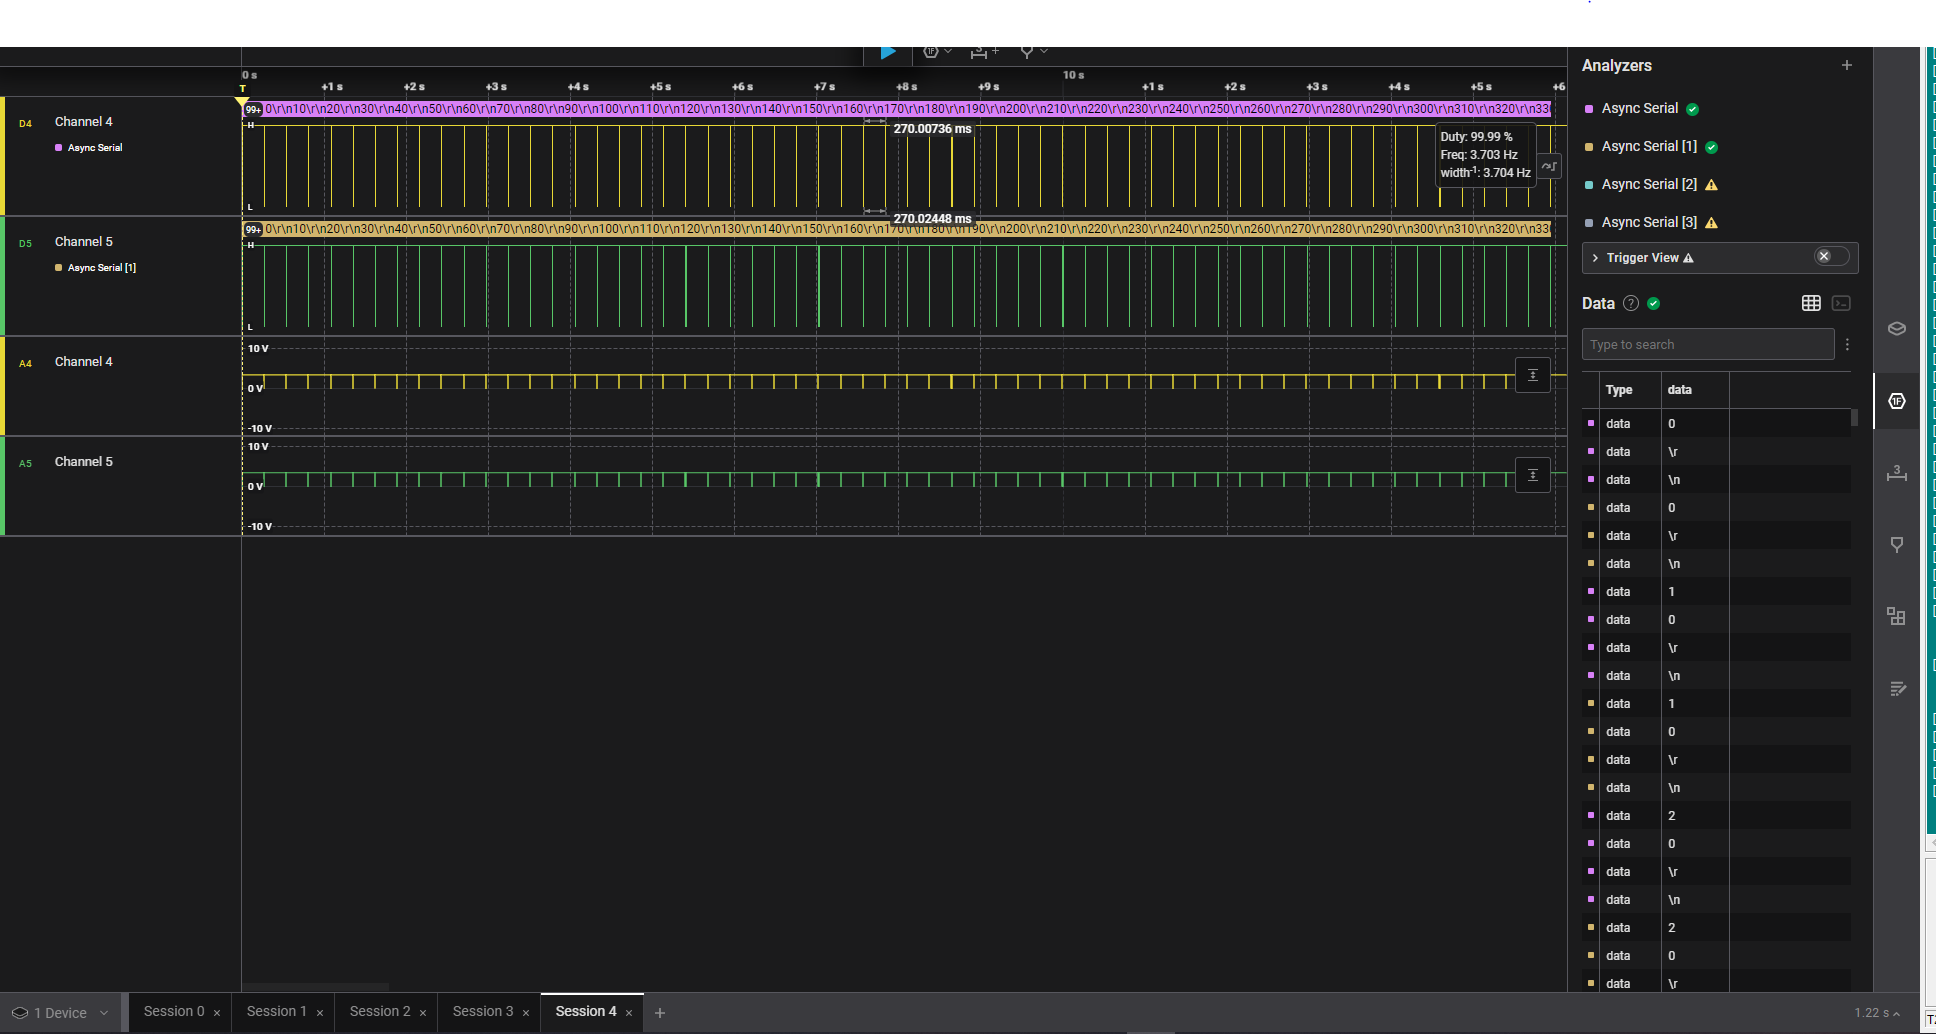 0 s
10 s
T
+1 s
+2 s
+3 s
+4 s
+5 s
+6 s
+7 s
+8 s
+9 s
+1 s
+2 s
+3 s
+4 s
+5 s
+6
D4
Channel 4
Async Serial
99+
0\r\n10\r\n20\r\n30\r\n40\r\n50\r\n60\r\n70\r\n80\r\n90\r\n100\r\n110\r\n120\r\n130\r\n140\r\n150\r\n160\r\n170\r\n180\r\n190\r\n200\r\n210\r\n220\r\n230\r\n240\r\n250\r\n260\r\n270\r\n280\r\n290\r\n300\r\n310\r\n320\r\n33
H
270.00736 ms
Duty: 99.99 %
Freq: 3.703 Hz
width-1: 3.704 Hz
L
270.02448 ms
D5
Channel 5
Async Serial [1]
99+
0\r\n10\r\n20\r\n30\r\n40\r\n50\r\n60\r\n70\r\n80\r\n90\r\n100\r\n110\r\n120\r\n130\r\n140\r\n150\r\n160\r\n170\r\n180\r\n190\r\n200\r\n210\r\n220\r\n230\r\n240\r\n250\r\n260\r\n270\r\n280\r\n290\r\n300\r\n310\r\n320\r\n33
H
L
A4
Channel 4
10 V
0 V
-10 V
A5
Channel 5
10 V
0 V
-10 V
Analyzers
+
Async Serial
Async Serial [1]
Async Serial [2]
Async Serial [3]
Trigger View
Data
Type to search
Type data
data 0
data \r
data \n
data 0
data \r
data \n
data 1
data 0
data \r
data \n
data 1
data 0
data \r
data \n
data 2
data 0
data \r
data \n
data 2
data 0
data \r
1F
3
1 Device
Session 0 ×
Session 1 ×
Session 2 ×
Session 3 ×
Session 4 ×
+
1.22 s